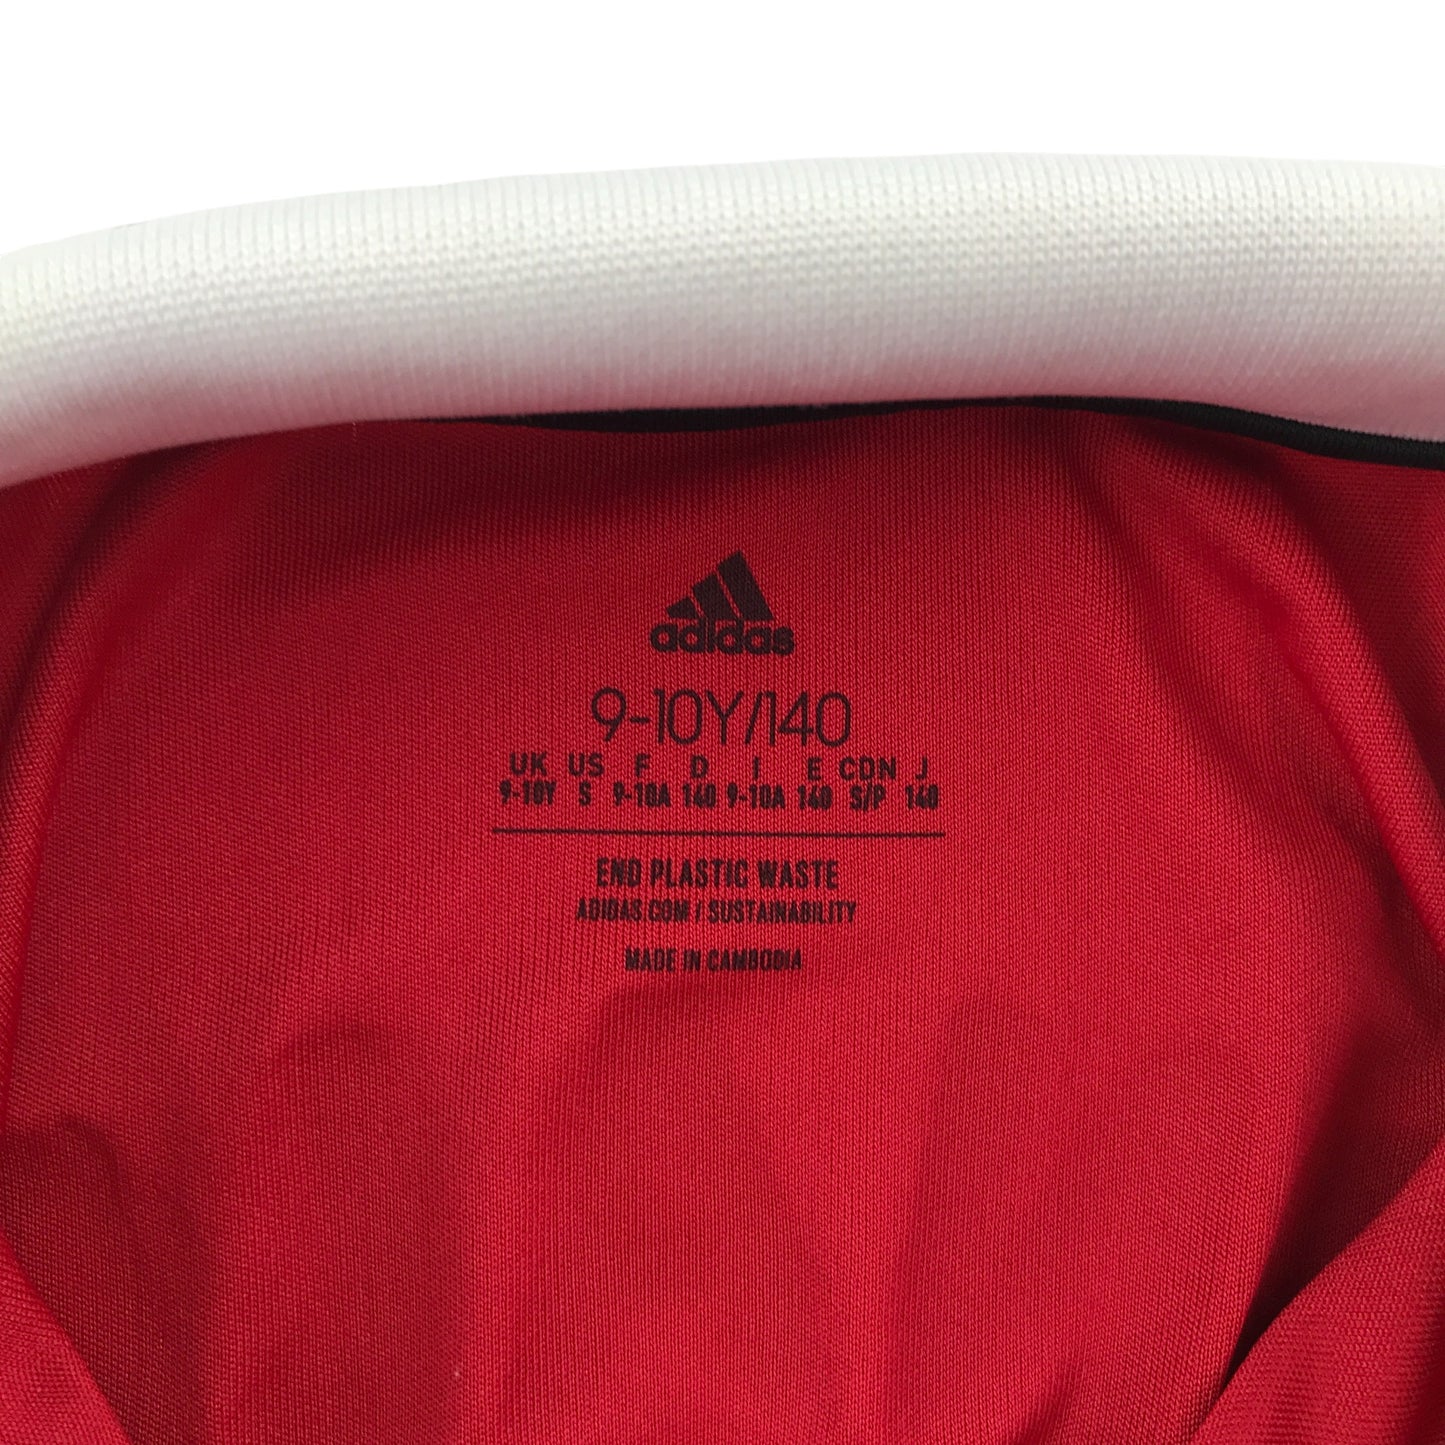 adidas
9-10Y/140
UK US F D I E CDN J
9-10Y S 9-10A 140 9-10A 140 S/P 140
END PLASTIC WASTE
ADIDAS.COM / SUSTAINABILITY
MADE IN CAMBODIA